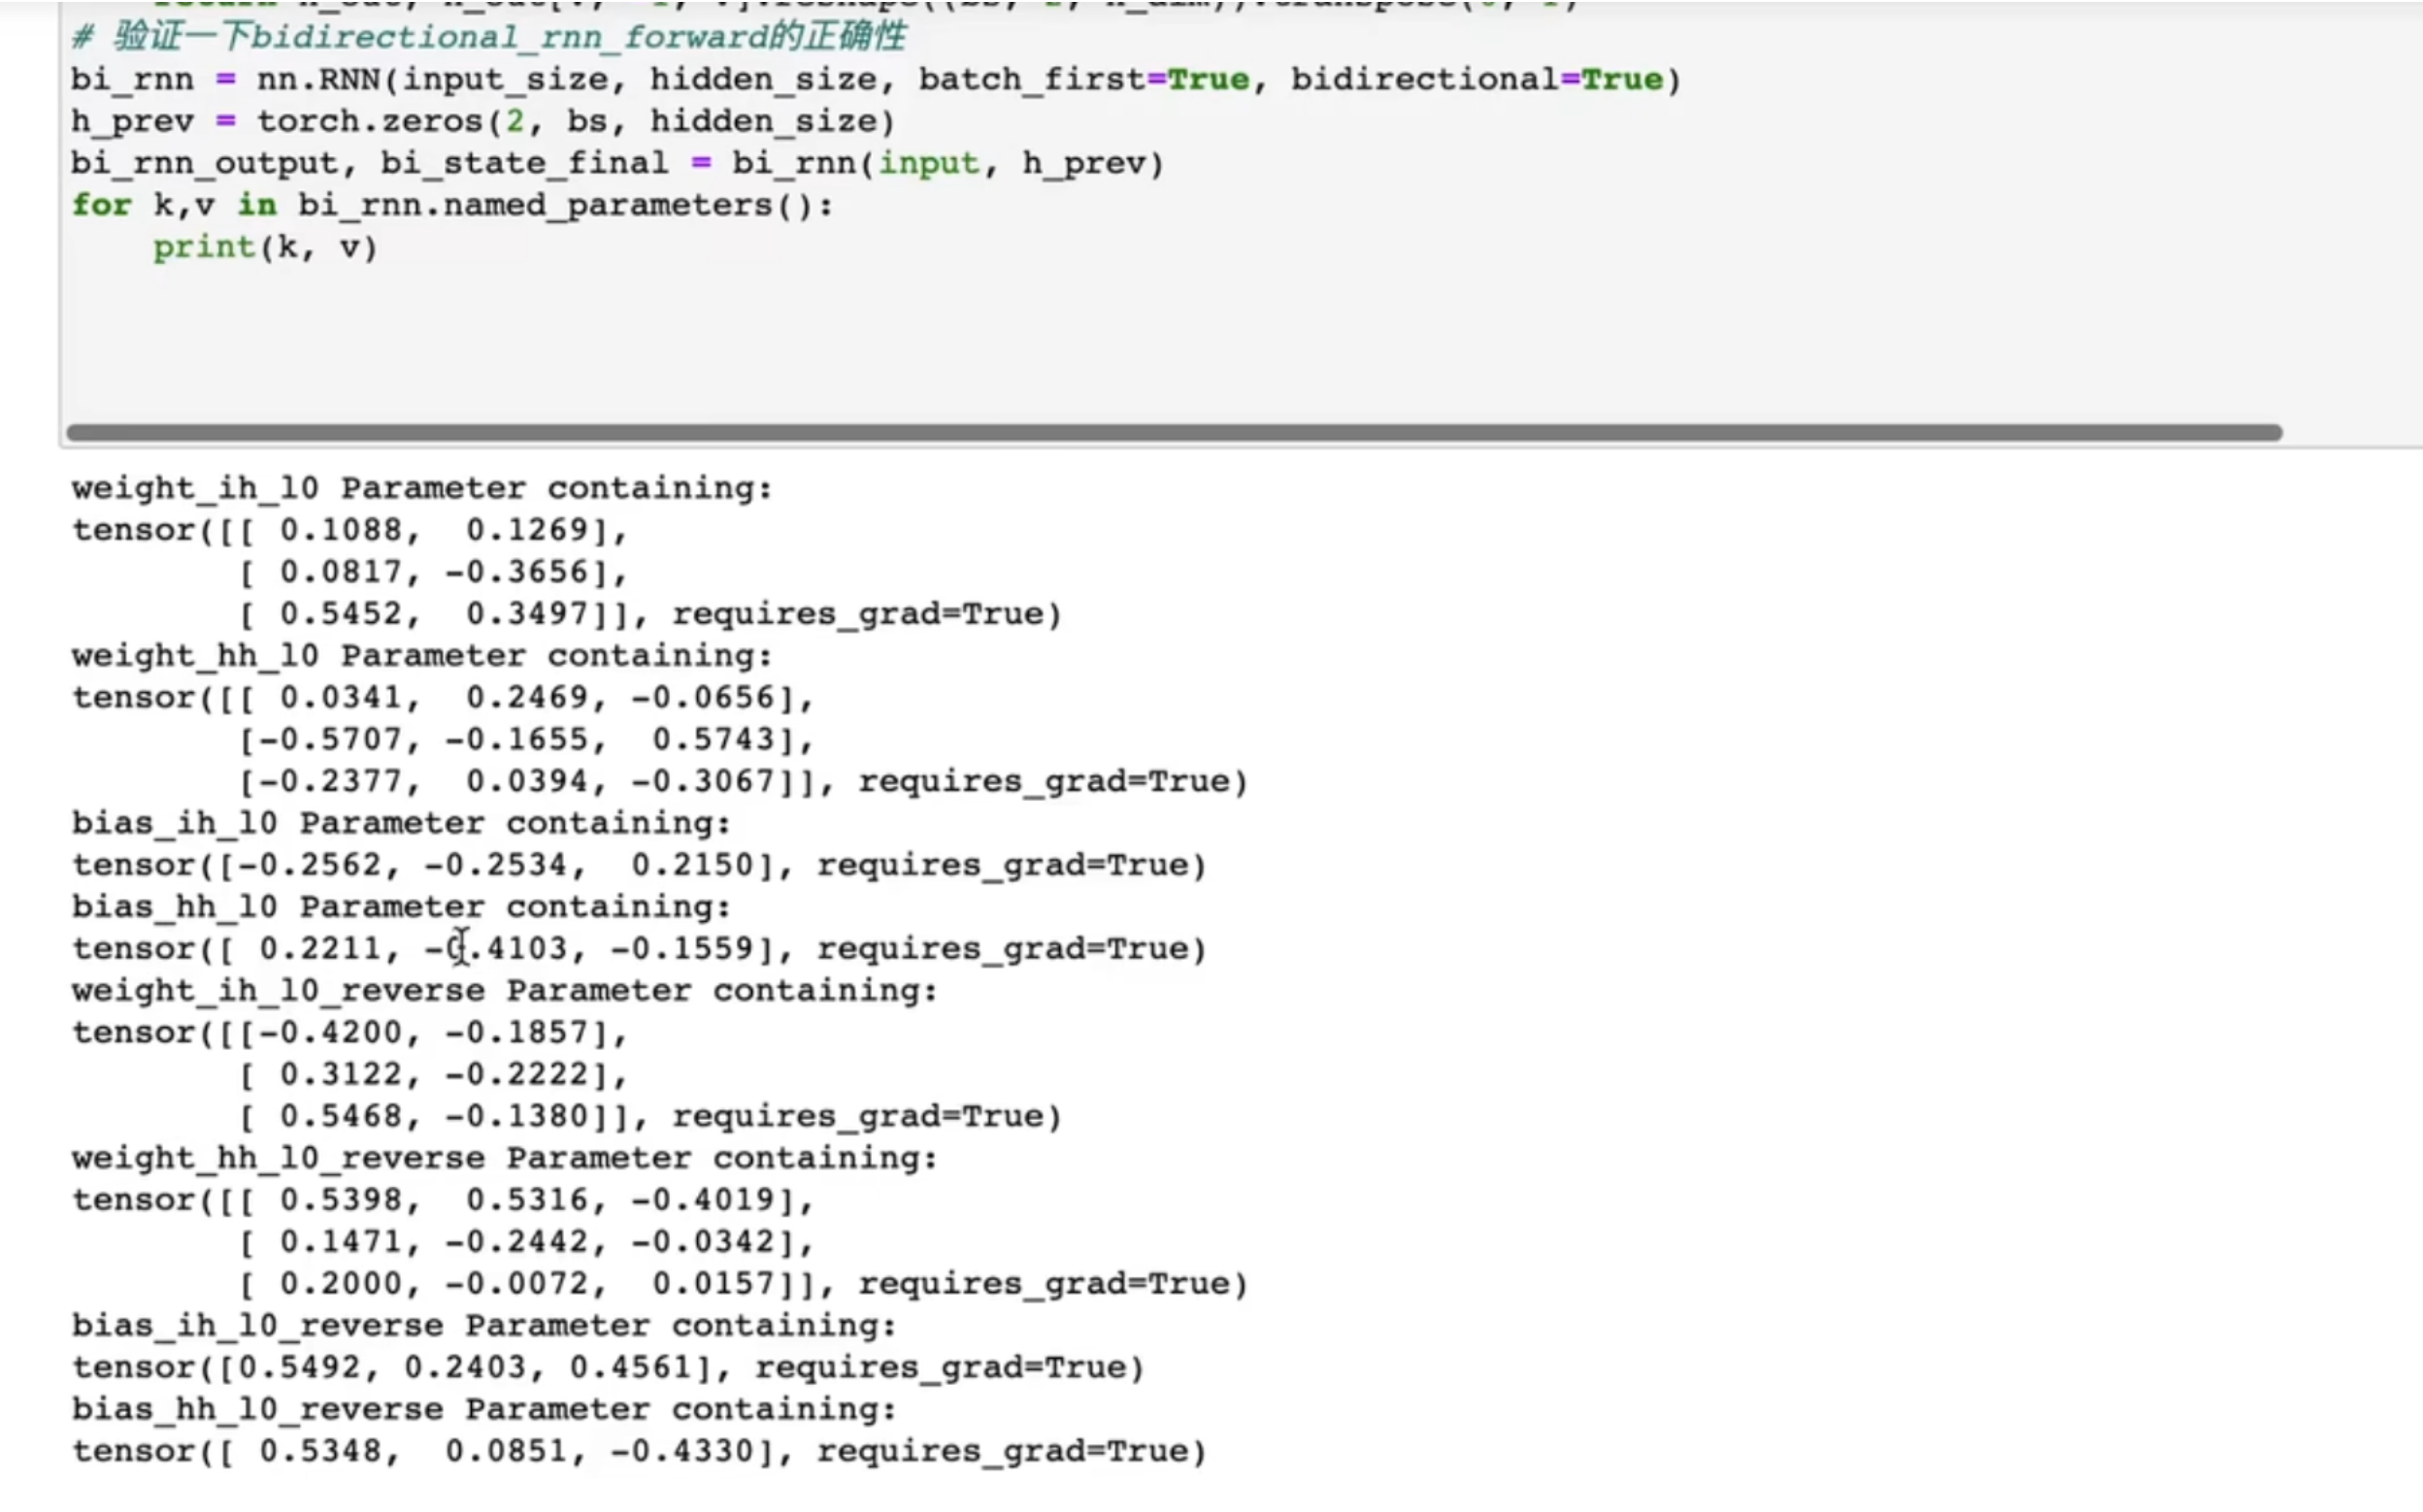 # 验证一下bidirectional_rnn_forward的正确性
bi_rnn = nn.RNN(input_size, hidden_size, batch_first=True, bidirectional=True)
h_prev = torch.zeros(2, bs, hidden_size)
bi_rnn_output, bi_state_final = bi_rnn(input, h_prev)
for k,v in bi_rnn.named_parameters():
    print(k, v)
weight_ih_l0 Parameter containing:
tensor([[ 0.1088,  0.1269],
        [ 0.0817, -0.3656],
        [ 0.5452,  0.3497]], requires_grad=True)
weight_hh_l0 Parameter containing:
tensor([[ 0.0341,  0.2469, -0.0656],
        [-0.5707, -0.1655,  0.5743],
        [-0.2377,  0.0394, -0.3067]], requires_grad=True)
bias_ih_l0 Parameter containing:
tensor([-0.2562, -0.2534,  0.2150], requires_grad=True)
bias_hh_l0 Parameter containing:
tensor([ 0.2211, -0.4103, -0.1559], requires_grad=True)
weight_ih_l0_reverse Parameter containing:
tensor([[-0.4200, -0.1857],
        [ 0.3122, -0.2222],
        [ 0.5468, -0.1380]], requires_grad=True)
weight_hh_l0_reverse Parameter containing:
tensor([[ 0.5398,  0.5316, -0.4019],
        [ 0.1471, -0.2442, -0.0342],
        [ 0.2000, -0.0072,  0.0157]], requires_grad=True)
bias_ih_l0_reverse Parameter containing:
tensor([0.5492, 0.2403, 0.4561], requires_grad=True)
bias_hh_l0_reverse Parameter containing:
tensor([ 0.5348,  0.0851, -0.4330], requires_grad=True)